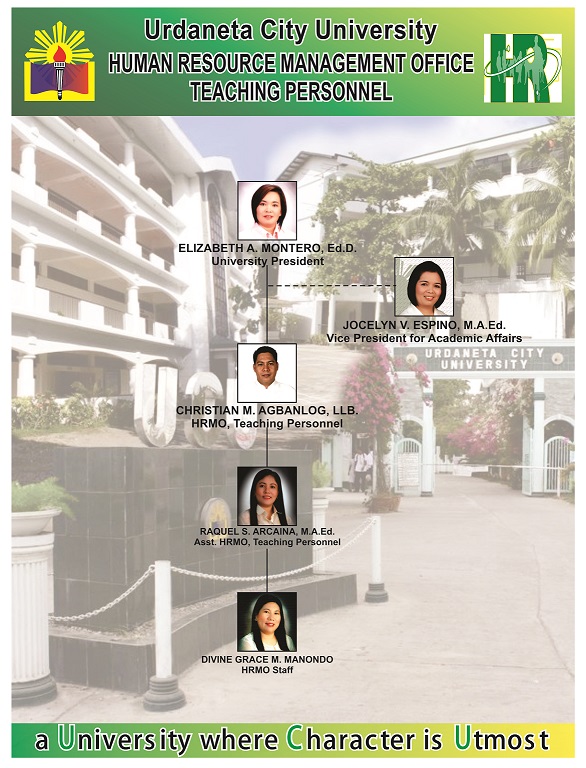 Urdaneta City University
HUMAN RESOURCE MANAGEMENT OFFICE
TEACHING PERSONNEL
HR
ELIZABETH A. MONTERO, Ed.D.
University President
JOCELYN V. ESPINO, M.A.Ed.
Vice President for Academic Affairs
URDANETA CITY
UNIVERSITY
CHRISTIAN M. AGBANLOG, LLB.
HRMO, Teaching Personnel
UCU
RAQUEL S. ARCAINA, M.A.Ed.
Asst. HRMO, Teaching Personnel
DIVINE GRACE M. MANONDO
HRMO Staff
a University where Character is Utmost